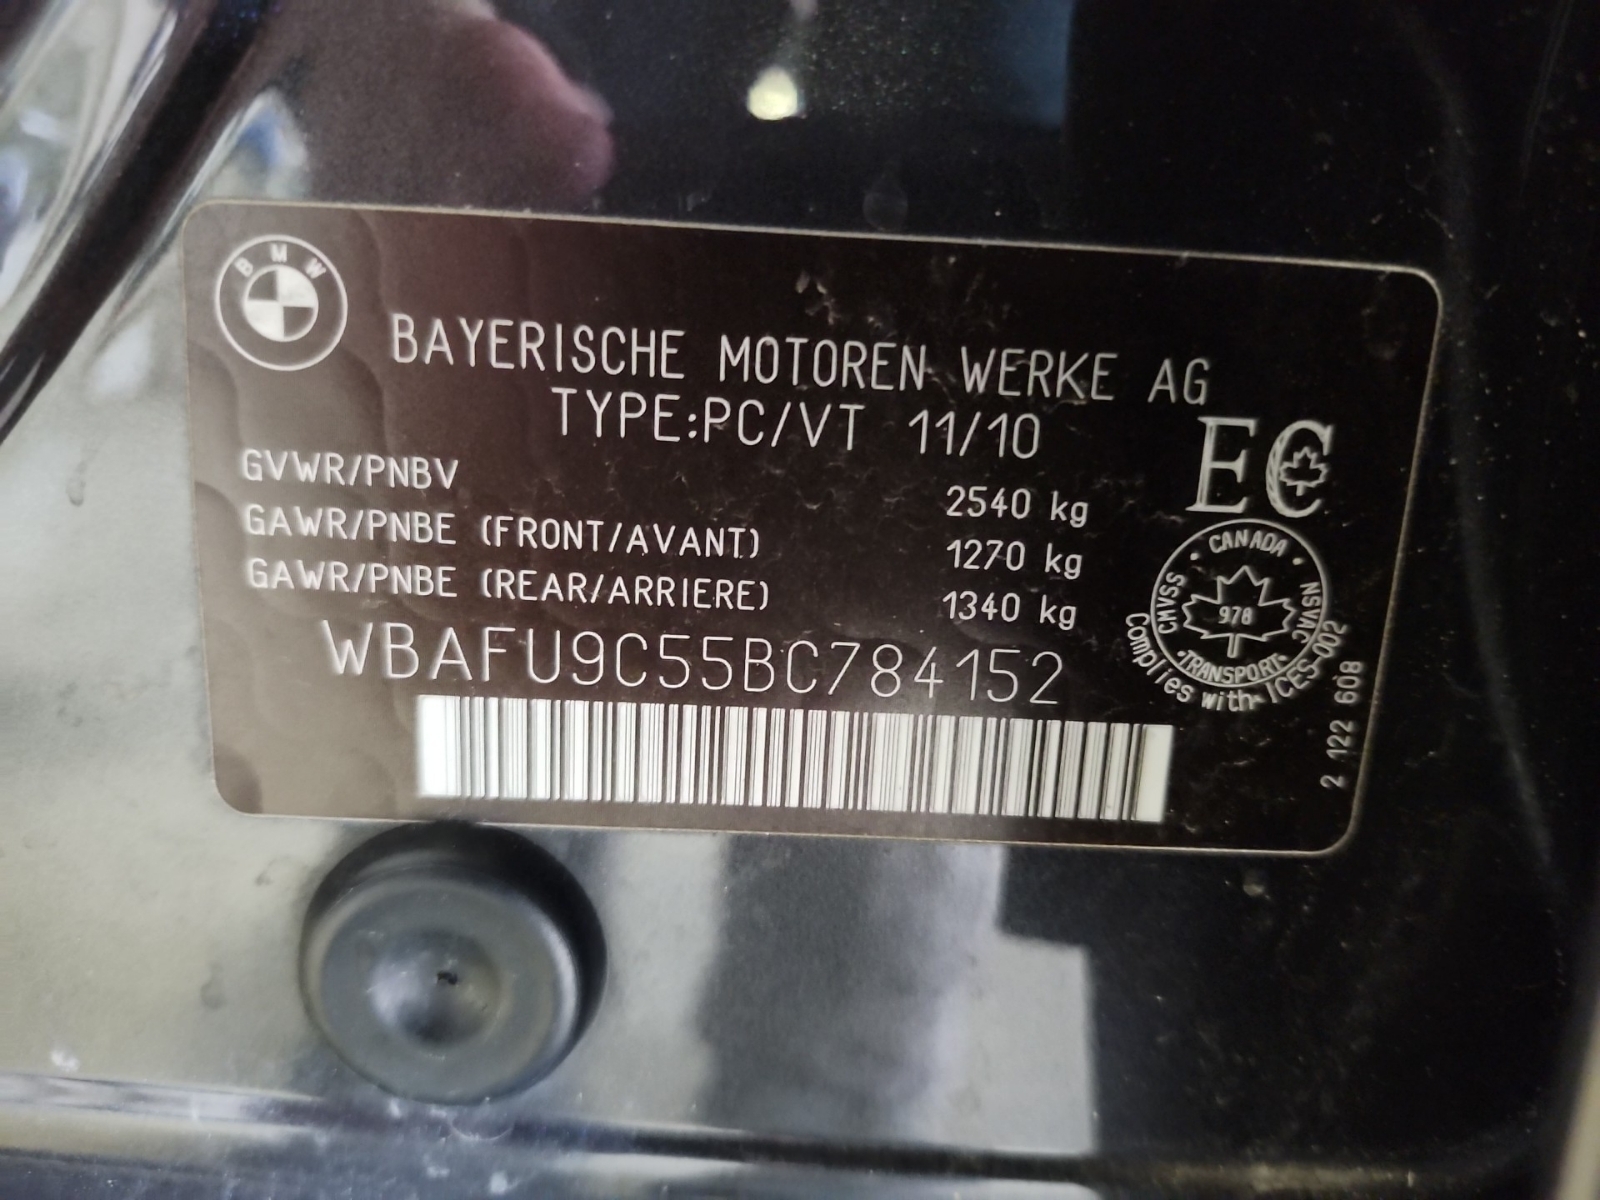 BMW
BAYERISCHE MOTOREN WERKE AG
TYPE:PC/VT 11/10
EC
GVWR/PNBV 2540 kg
GAWR/PNBE (FRONT/AVANT) 1270 kg
GAWR/PNBE (REAR/ARRIERE) 1340 kg
WBAFU9C55BC784152
CANADA
CMVSS 978 NSVAC
TRANSPORT
Complies with ICES-002
2 122 608